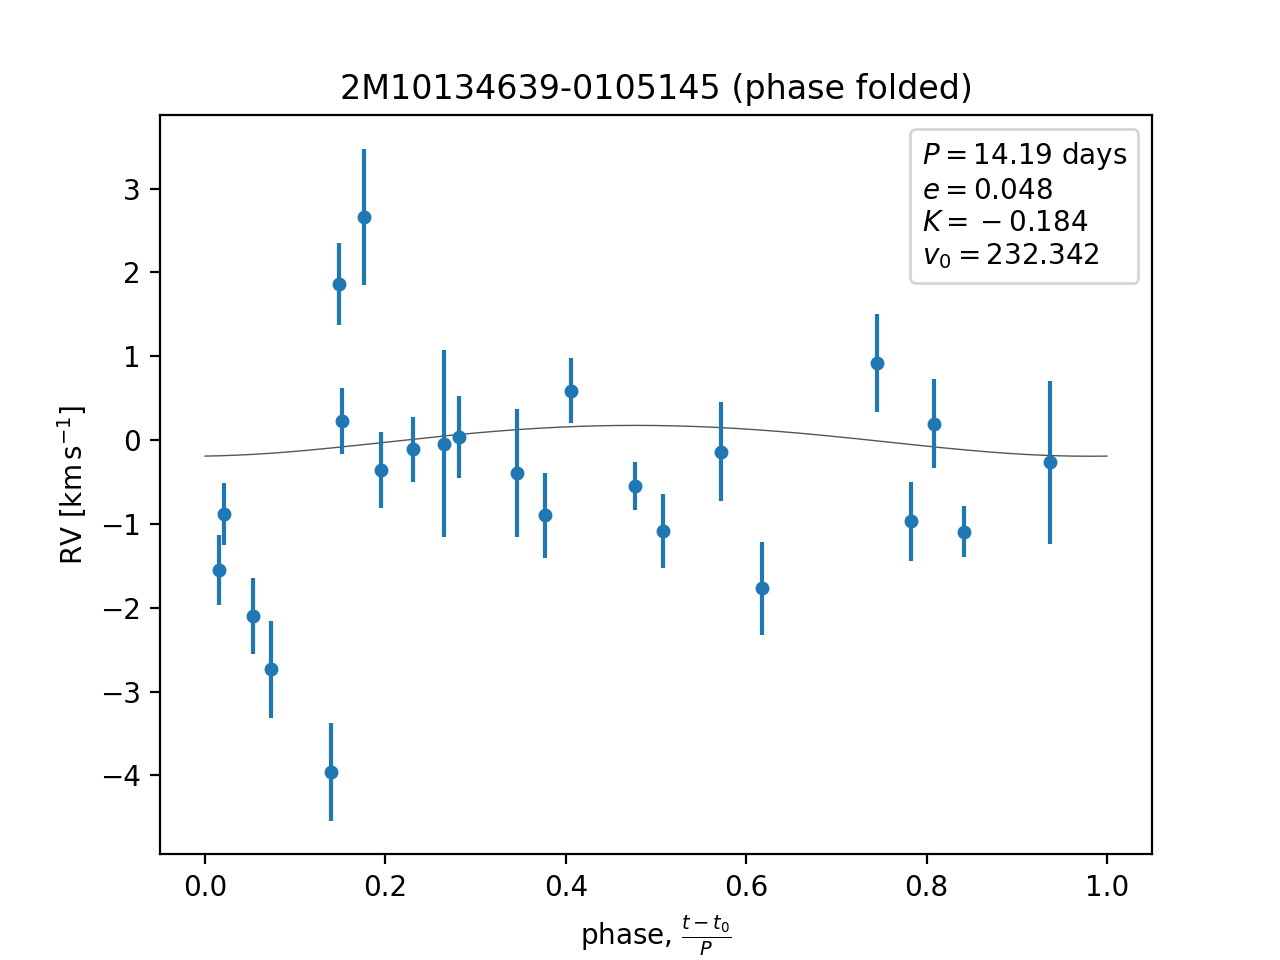 2M10134639-0105145 (phase folded)
P = 14.19 days
e = 0.048
K = −0.184
v₀ = 232.342
RV [km s⁻¹]
3
2
1
0
−1
−2
−3
−4
0.0 0.2 0.4 0.6 0.8 1.0
phase, (t − t₀)/P